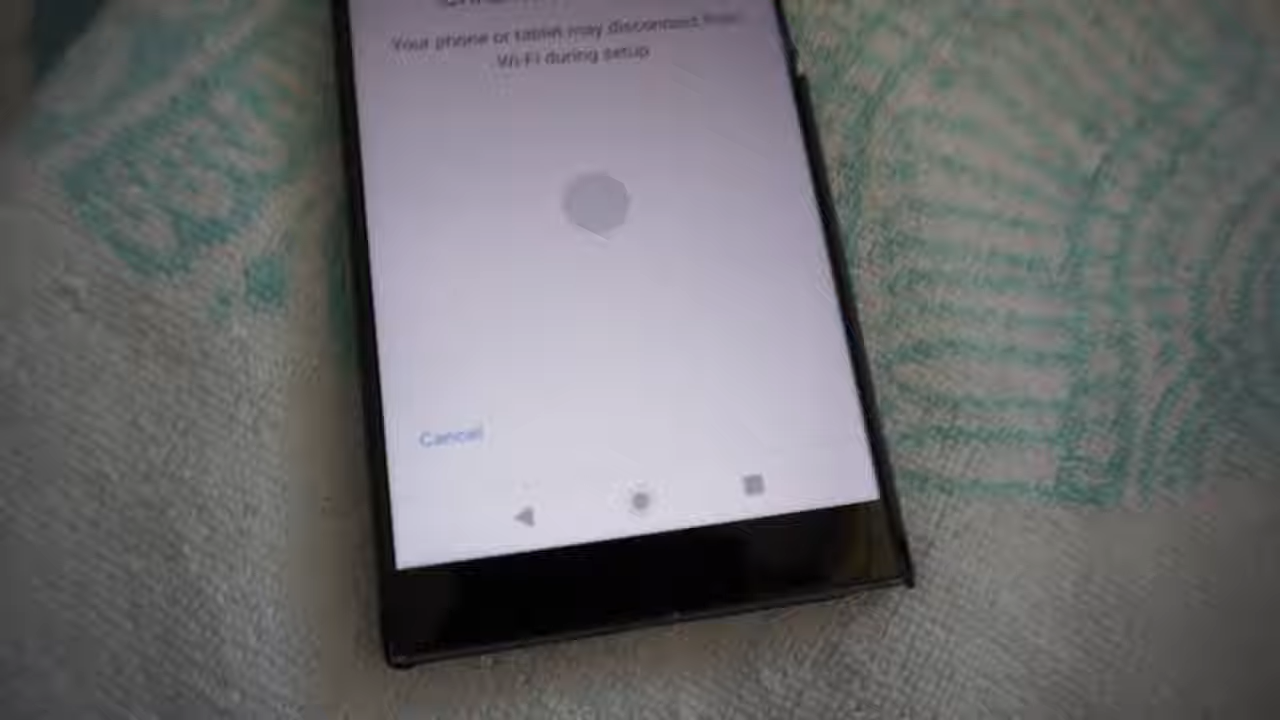 Your phone or tablet may disconnect from
Wi-Fi during setup
Cancel